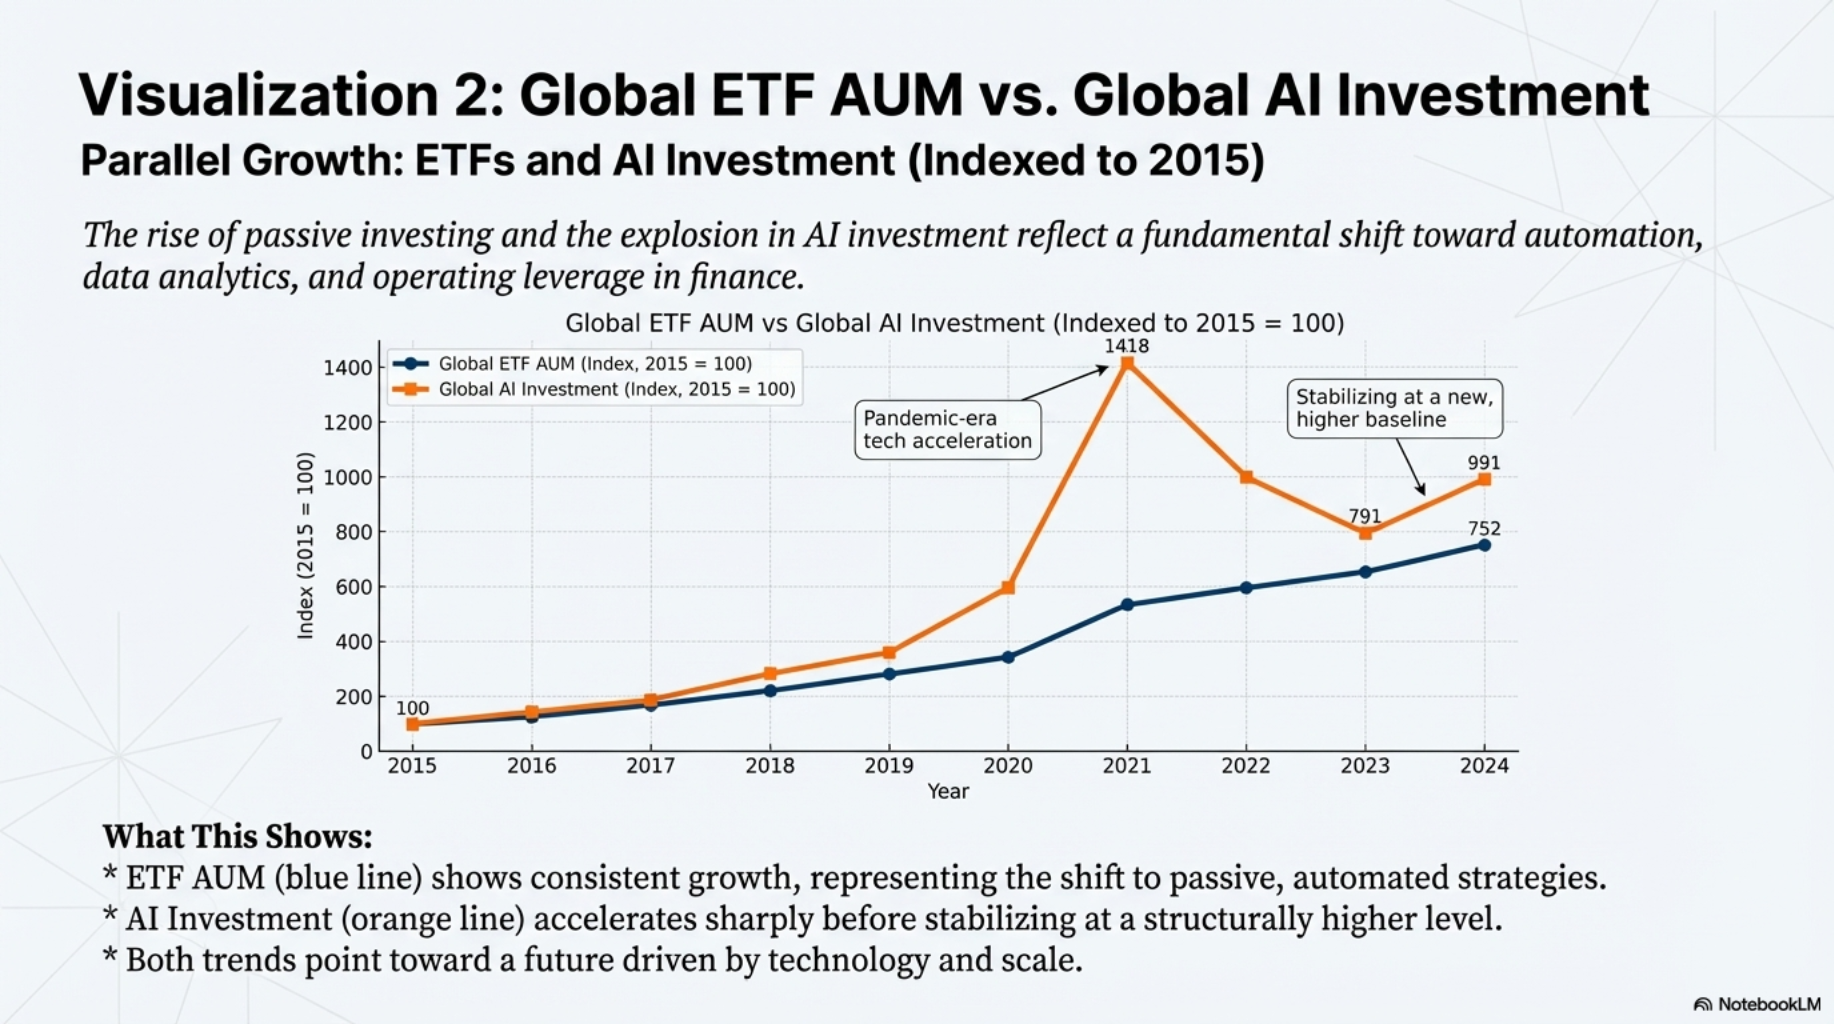 Visualization 2: Global ETF AUM vs. Global AI Investment
Parallel Growth: ETFs and AI Investment (Indexed to 2015)
The rise of passive investing and the explosion in AI investment reflect a fundamental shift toward automation,
data analytics, and operating leverage in finance.
Global ETF AUM vs Global AI Investment (Indexed to 2015 = 100)
Global ETF AUM (Index, 2015 = 100)
Global AI Investment (Index, 2015 = 100)
Index (2015 = 100)
1400
1200
1000
800
600
400
200
0
100
1418
791
991
752
Pandemic-era
tech acceleration
Stabilizing at a new,
higher baseline
2015 2016 2017 2018 2019 2020 2021 2022 2023 2024
Year
What This Shows:
* ETF AUM (blue line) shows consistent growth, representing the shift to passive, automated strategies.
* AI Investment (orange line) accelerates sharply before stabilizing at a structurally higher level.
* Both trends point toward a future driven by technology and scale.
NotebookLM